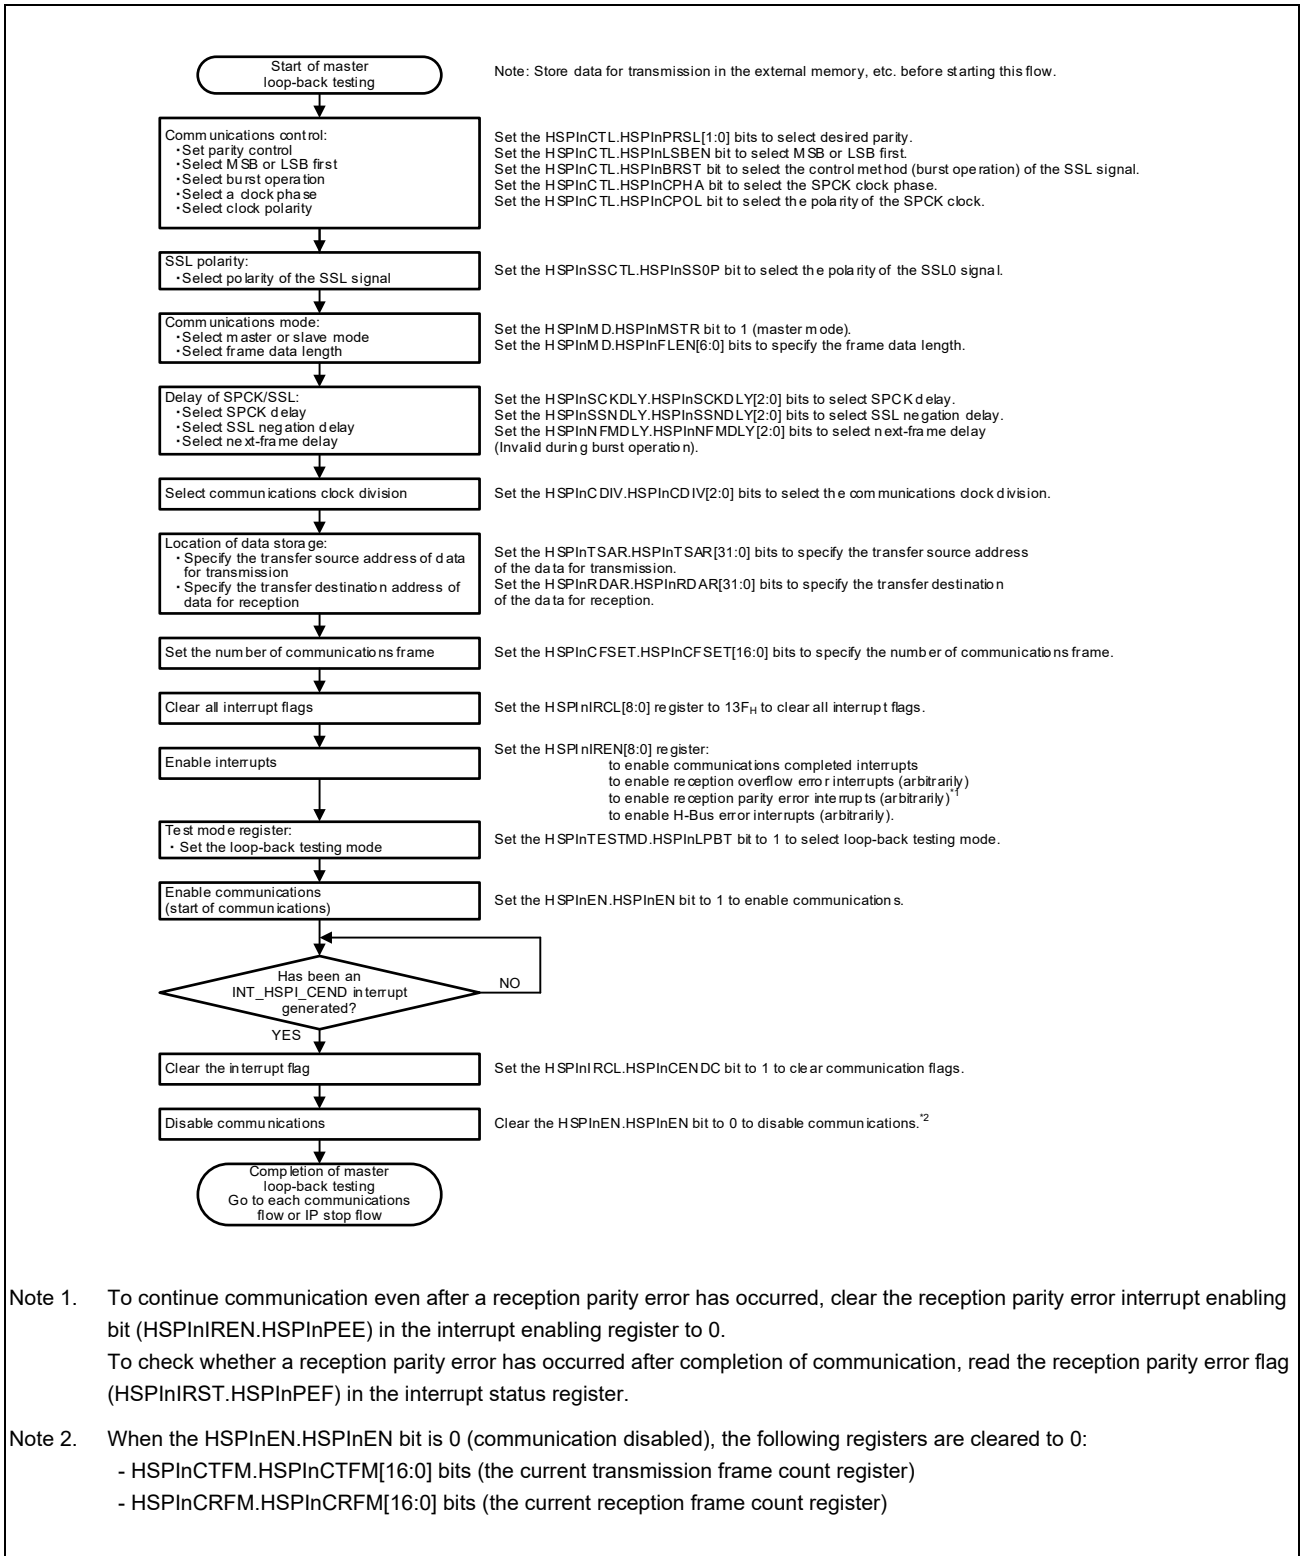 Start of master
loop-back testing
Note: Store data for transmission in the external memory, etc. before starting this flow.
Communications control:
・Set parity control
・Select MSB or LSB first
・Select burst operation
・Select a clock phase
・Select clock polarity
Set the HSPInCTL.HSPInPRSL[1:0] bits to select desired parity.
Set the HSPInCTL.HSPInLSBEN bit to select MSB or LSB first.
Set the HSPInCTL.HSPInBRST bit to select the control method (burst operation) of the SSL signal.
Set the HSPInCTL.HSPInCPHA bit to select the SPCK clock phase.
Set the HSPInCTL.HSPInCPOL bit to select the polarity of the SPCK clock.
SSL polarity:
・Select polarity of the SSL signal
Set the HSPInSSCTL.HSPInSS0P bit to select the polarity of the SSL0 signal.
Communications mode:
・Select master or slave mode
・Select frame data length
Set the HSPInMD.HSPInMSTR bit to 1 (master mode).
Set the HSPInMD.HSPInFLEN[6:0] bits to specify the frame data length.
Delay of SPCK/SSL:
・Select SPCK delay
・Select SSL negation delay
・Select next-frame delay
Set the HSPInSCKDLY.HSPInSCKDLY[2:0] bits to select SPCK delay.
Set the HSPInSSNDLY.HSPInSSNDLY[2:0] bits to select SSL negation delay.
Set the HSPInNFMDLY.HSPInNFMDLY[2:0] bits to select next-frame delay
(Invalid during burst operation).
Select communications clock division
Set the HSPInCDIV.HSPInCDIV[2:0] bits to select the communications clock division.
Location of data storage:
・Specify the transfer source address of data
for transmission
・Specify the transfer destination address of
data for reception
Set the HSPInTSAR.HSPInTSAR[31:0] bits to specify the transfer source address
of the data for transmission.
Set the HSPInRDAR.HSPInRDAR[31:0] bits to specify the transfer destination
of the data for reception.
Set the number of communications frame
Set the HSPInCFSET.HSPInCFSET[16:0] bits to specify the number of communications frame.
Clear all interrupt flags
Set the HSPInIRCL[8:0] register to 13FH to clear all interrupt flags.
Enable interrupts
Set the HSPInIREN[8:0] register:
to enable communications completed interrupts
to enable reception overflow error interrupts (arbitrarily)
to enable reception parity error interrupts (arbitrarily)*1
to enable H-Bus error interrupts (arbitrarily).
Test mode register:
・Set the loop-back testing mode
Set the HSPInTESTMD.HSPInLPBT bit to 1 to select loop-back testing mode.
Enable communications
(start of communications)
Set the HSPInEN.HSPInEN bit to 1 to enable communications.
Has been an
INT_HSPI_CEND interrupt
generated?
NO
YES
Clear the interrupt flag
Set the HSPInIRCL.HSPInCENDC bit to 1 to clear communication flags.
Disable communications
Clear the HSPInEN.HSPInEN bit to 0 to disable communications.*2
Completion of master
loop-back testing
Go to each communications
flow or IP stop flow
Note 1. To continue communication even after a reception parity error has occurred, clear the reception parity error interrupt enabling
bit (HSPInIREN.HSPInPEE) in the interrupt enabling register to 0.
To check whether a reception parity error has occurred after completion of communication, read the reception parity error flag
(HSPInIRST.HSPInPEF) in the interrupt status register.
Note 2. When the HSPInEN.HSPInEN bit is 0 (communication disabled), the following registers are cleared to 0:
- HSPInCTFM.HSPInCTFM[16:0] bits (the current transmission frame count register)
- HSPInCRFM.HSPInCRFM[16:0] bits (the current reception frame count register)